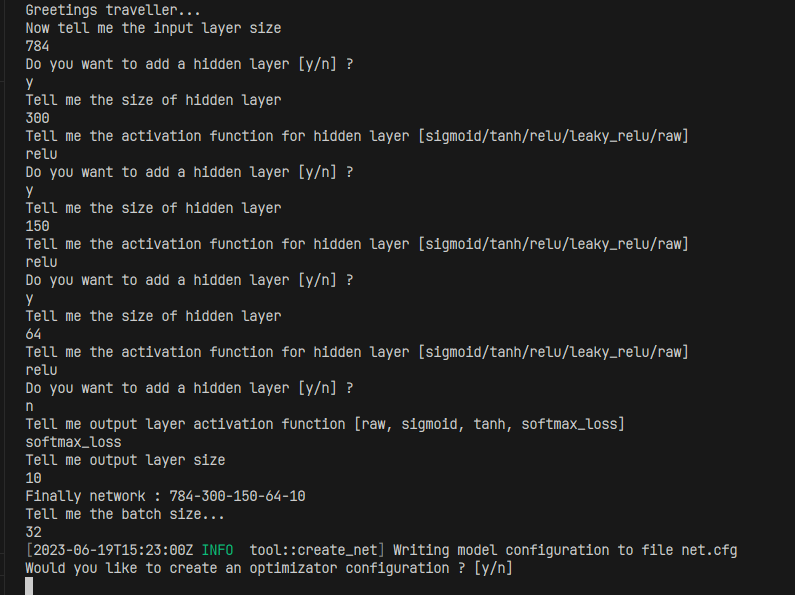 Greetings traveller...
Now tell me the input layer size
784
Do you want to add a hidden layer [y/n] ?
y
Tell me the size of hidden layer
300
Tell me the activation function for hidden layer [sigmoid/tanh/relu/leaky_relu/raw]
relu
Do you want to add a hidden layer [y/n] ?
y
Tell me the size of hidden layer
150
Tell me the activation function for hidden layer [sigmoid/tanh/relu/leaky_relu/raw]
relu
Do you want to add a hidden layer [y/n] ?
y
Tell me the size of hidden layer
64
Tell me the activation function for hidden layer [sigmoid/tanh/relu/leaky_relu/raw]
relu
Do you want to add a hidden layer [y/n] ?
n
Tell me output layer activation function [raw, sigmoid, tanh, softmax_loss]
softmax_loss
Tell me output layer size
10
Finally network : 784-300-150-64-10
Tell me the batch size...
32
[2023-06-19T15:23:00Z INFO  tool::create_net] Writing model configuration to file net.cfg
Would you like to create an optimizator configuration ? [y/n]